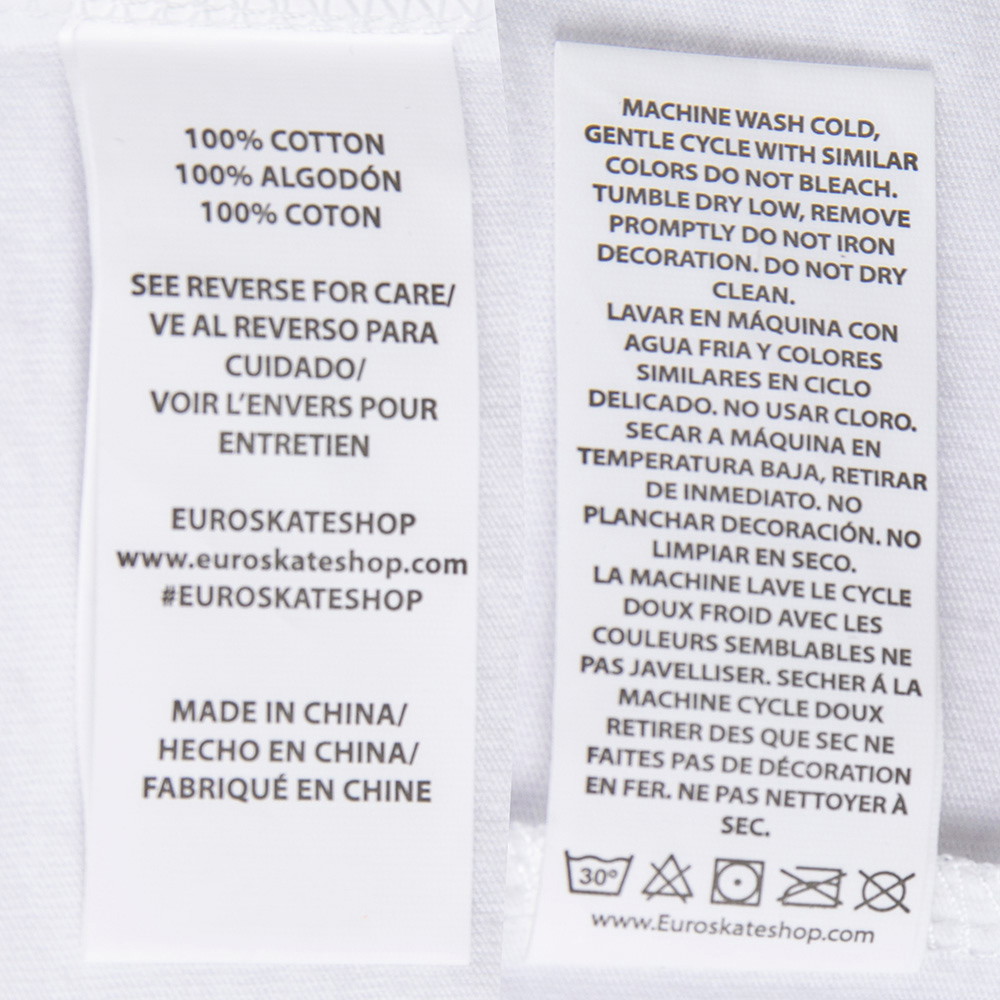 100% COTTON
100% ALGODÓN
100% COTON
SEE REVERSE FOR CARE/
VE AL REVERSO PARA
CUIDADO/
VOIR L'ENVERS POUR
ENTRETIEN
EUROSKATESHOP
www.euroskateshop.com
#EUROSKATESHOP
MADE IN CHINA/
HECHO EN CHINA/
FABRIQUÉ EN CHINE
MACHINE WASH COLD,
GENTLE CYCLE WITH SIMILAR
COLORS DO NOT BLEACH.
TUMBLE DRY LOW, REMOVE
PROMPTLY DO NOT IRON
DECORATION. DO NOT DRY
CLEAN.
LAVAR EN MÁQUINA CON
AGUA FRIA Y COLORES
SIMILARES EN CICLO
DELICADO. NO USAR CLORO.
SECAR A MÁQUINA EN
TEMPERATURA BAJA, RETIRAR
DE INMEDIATO. NO
PLANCHAR DECORACIÓN. NO
LIMPIAR EN SECO.
LA MACHINE LAVE LE CYCLE
DOUX FROID AVEC LES
COULEURS SEMBLABLES NE
PAS JAVELLISER. SECHER Á LA
MACHINE CYCLE DOUX
RETIRER DES QUE SEC NE
FAITES PAS DE DÉCORATION
EN FER. NE PAS NETTOYER À
SEC.
30°
www.Euroskateshop.com